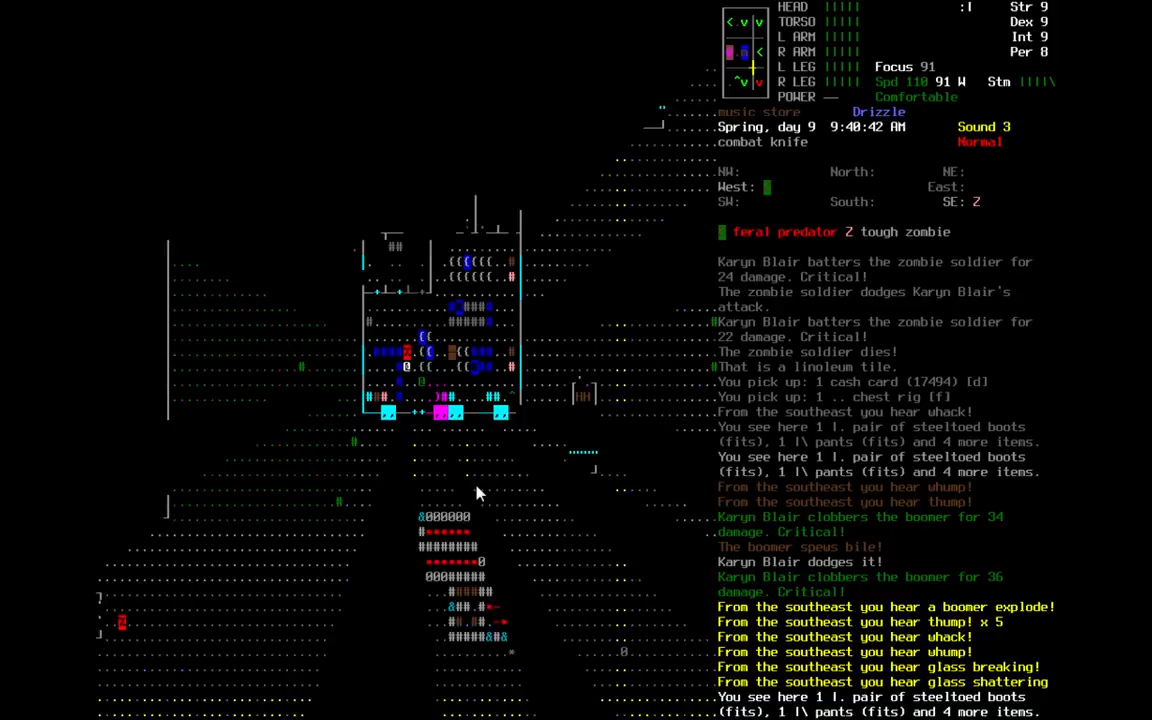 HEAD ||||| :| Str 9
TORSO ||||| Dex 9
L ARM ||||| Int 9
R ARM ||||| Per 8
L LEG ||||| Focus 91
R LEG ||||| Spd 110 91 W Stm ||||\
POWER — Comfortable
music store Drizzle
Spring, day 9 9:40:42 AM Sound 3
combat knife Normal
NW: North: NE:
West: East:
SW: South: SE: Z
feral predator Z tough zombie
Karyn Blair batters the zombie soldier for
24 damage. Critical!
The zombie soldier dodges Karyn Blair's
attack.
Karyn Blair batters the zombie soldier for
22 damage. Critical!
The zombie soldier dies!
That is a linoleum tile.
You pick up: 1 cash card (17494) [d]
You pick up: 1 .. chest rig [f]
From the southeast you hear whack!
You see here 1 |. pair of steeltoed boots
(fits), 1 |\ pants (fits) and 4 more items.
You see here 1 |. pair of steeltoed boots
(fits), 1 |\ pants (fits) and 4 more items.
From the southeast you hear whump!
From the southeast you hear thump!
Karyn Blair clobbers the boomer for 34
damage. Critical!
The boomer spews bile!
Karyn Blair dodges it!
Karyn Blair clobbers the boomer for 36
damage. Critical!
From the southeast you hear a boomer explode!
From the southeast you hear thump! x 5
From the southeast you hear whack!
From the southeast you hear whump!
From the southeast you hear glass breaking!
From the southeast you hear glass shattering
You see here 1 |. pair of steeltoed boots
(fits), 1 |\ pants (fits) and 4 more items.